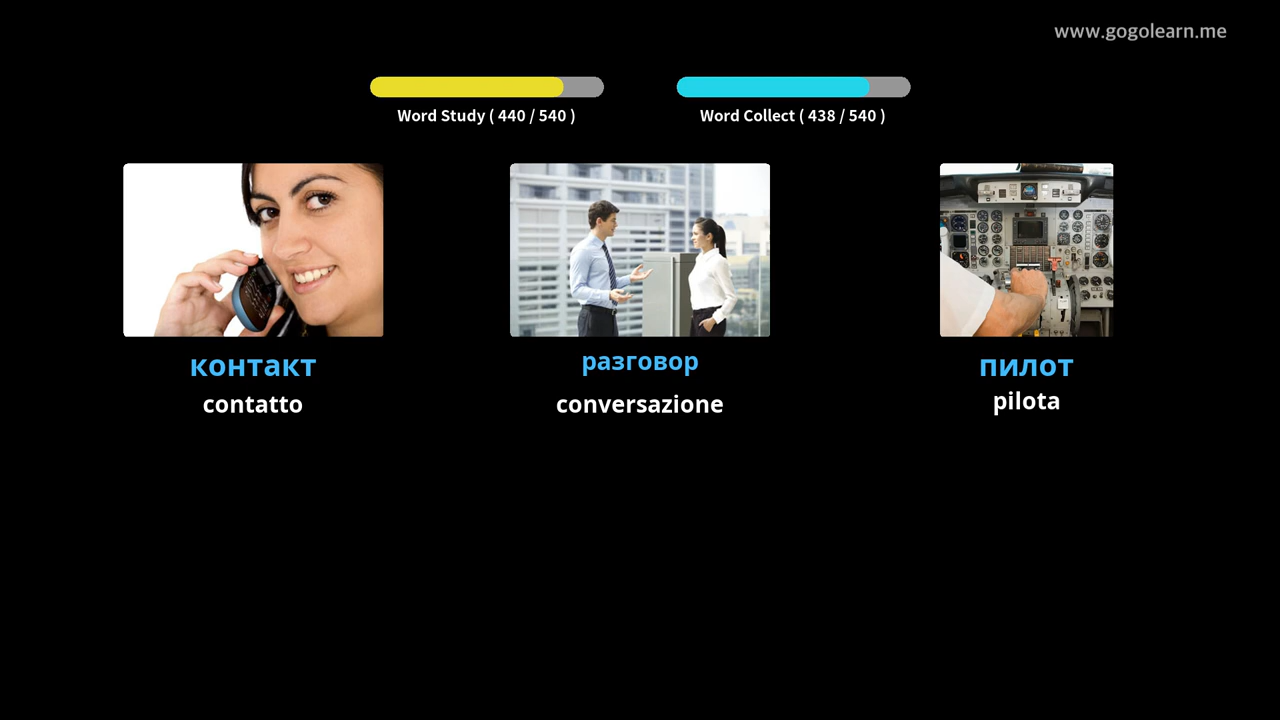 www.gogolearn.me
Word Study ( 440 / 540 )
Word Collect ( 438 / 540 )
контакт
разговор
пилот
contatto
conversazione
pilota